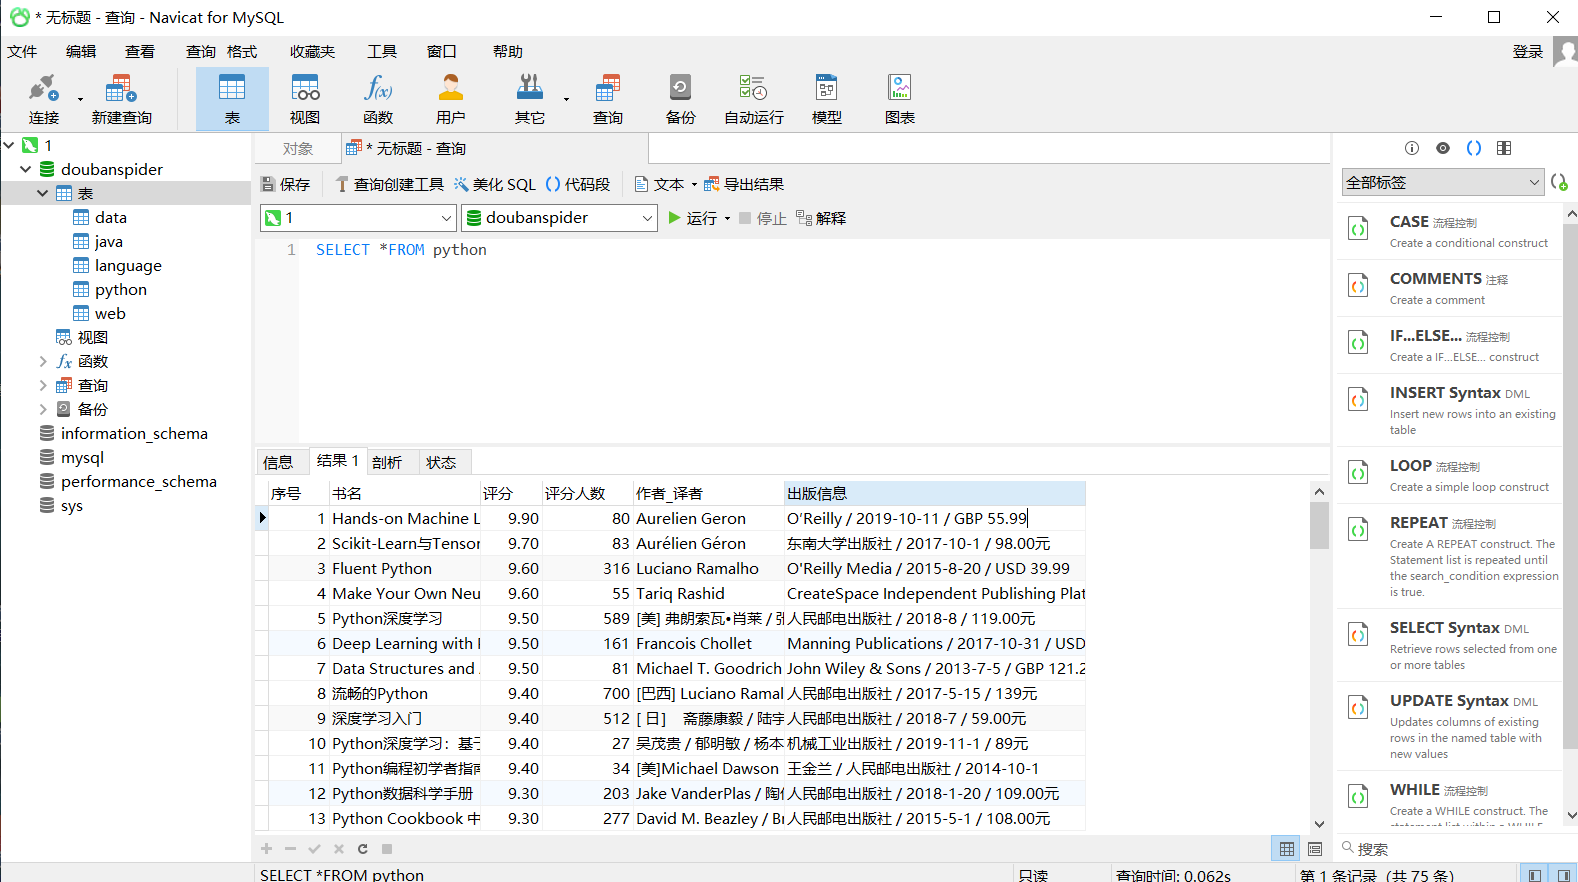 * 无标题 - 查询 - Navicat for MySQL
文件 编辑 查看 查询 格式 收藏夹 工具 窗口 帮助 登录
连接 新建查询 表 视图 函数 用户 其它 查询 备份 自动运行 模型 图表
1
doubanspider
表
data
java
language
python
web
视图
函数
查询
备份
information_schema
mysql
performance_schema
sys
对象 * 无标题 - 查询
保存 查询创建工具 美化 SQL 代码段 文本 导出结果
1 doubanspider 运行 停止 解释
1 SELECT *FROM python
信息 结果 1 剖析 状态
序号 书名 评分 评分人数 作者_译者 出版信息
1 Hands-on Machine L 9.90 80 Aurelien Geron O'Reilly / 2019-10-11 / GBP 55.99
2 Scikit-Learn与Tensor 9.70 83 Aurélien Géron 东南大学出版社 / 2017-10-1 / 98.00元
3 Fluent Python 9.60 316 Luciano Ramalho O'Reilly Media / 2015-8-20 / USD 39.99
4 Make Your Own Neu 9.60 55 Tariq Rashid CreateSpace Independent Publishing Plat
5 Python深度学习 9.50 589 [美] 弗朗索瓦•肖莱 / 张 人民邮电出版社 / 2018-8 / 119.00元
6 Deep Learning with 9.50 161 Francois Chollet Manning Publications / 2017-10-31 / USD
7 Data Structures and 9.50 81 Michael T. Goodrich John Wiley & Sons / 2013-7-5 / GBP 121.2
8 流畅的Python 9.40 700 [巴西] Luciano Ramal 人民邮电出版社 / 2017-5-15 / 139元
9 深度学习入门 9.40 512 [ 日] 斋藤康毅 / 陆宇 人民邮电出版社 / 2018-7 / 59.00元
10 Python深度学习：基于 9.40 27 吴茂贵 / 郁明敏 / 杨本 机械工业出版社 / 2019-11-1 / 89元
11 Python编程初学者指南 9.40 34 [美]Michael Dawson 王金兰 / 人民邮电出版社 / 2014-10-1
12 Python数据科学手册 9.30 203 Jake VanderPlas / 陶俊 人民邮电出版社 / 2018-1-20 / 109.00元
13 Python Cookbook 中 9.30 277 David M. Beazley / Br 人民邮电出版社 / 2015-5-1 / 108.00元
SELECT *FROM python 只读 查询时间: 0.062s 第 1 条记录（共 75 条）
全部标签
CASE 流程控制
Create a conditional construct
COMMENTS 注释
Create a comment
IF...ELSE... 流程控制
Create a IF...ELSE... construct
INSERT Syntax DML
Insert new rows into an existing
table
LOOP 流程控制
Create a simple loop construct
REPEAT 流程控制
Create A REPEAT construct. The
Statement list is repeated until
the search_condition expression
is true.
SELECT Syntax DML
Retrieve rows selected from one
or more tables
UPDATE Syntax DML
Updates columns of existing
rows in the named table with
new values
WHILE 流程控制
Create a WHILE construct. The
statement list within a WHILE
搜索